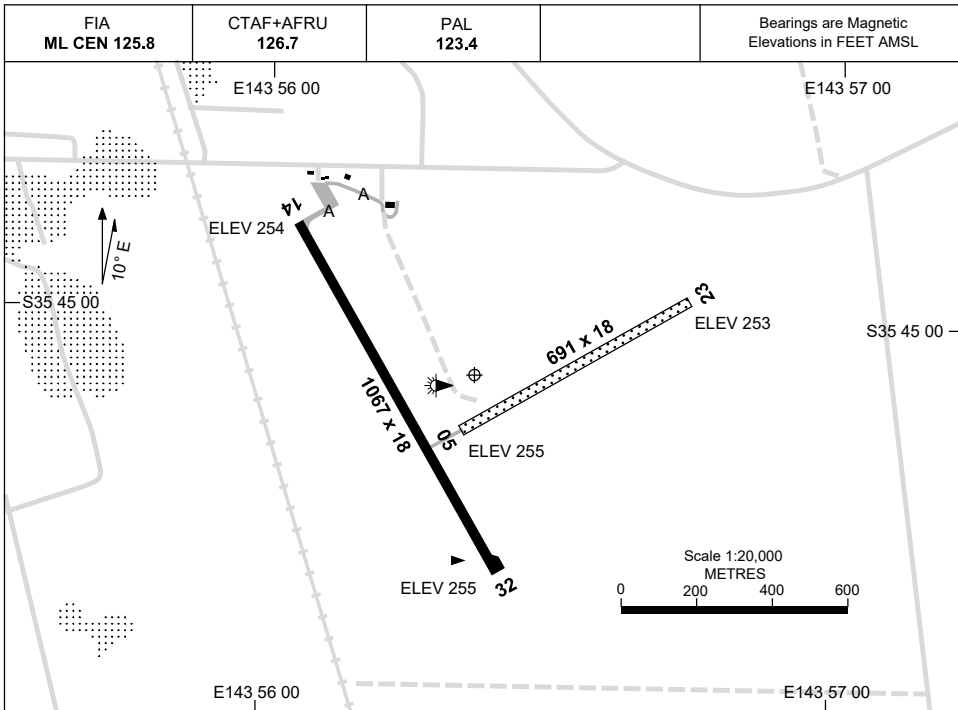 FIA
ML CEN 125.8
CTAF+AFRU
126.7
PAL
123.4
Bearings are Magnetic
Elevations in FEET AMSL
E143 56 00
E143 57 00
14
A
A
ELEV 254
10° E
S35 45 00
23
ELEV 253
S35 45 00
691 x 18
1067 x 18
05
ELEV 255
ELEV 255
32
Scale 1:20,000
METRES
0 200 400 600
E143 56 00
E143 57 00